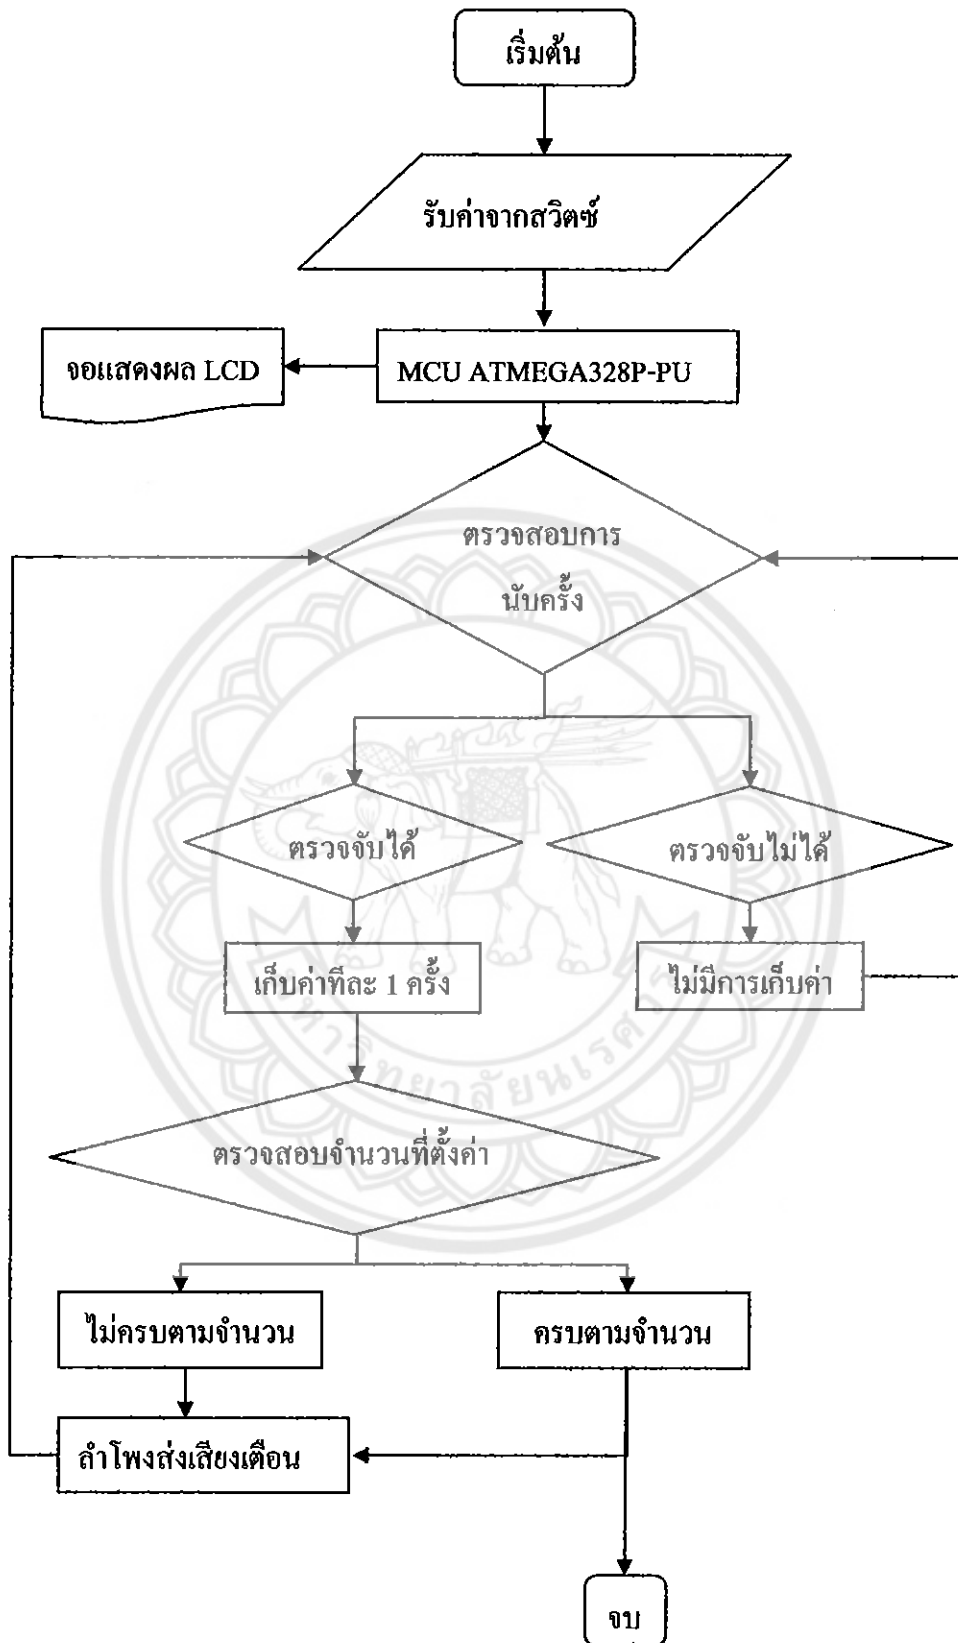 เริ่มต้น
รับค่าจากสวิตซ์
จอแสดงผล LCD
MCU ATMEGA328P-PU
ตรวจสอบการ
นับครั้ง
ตรวจจับได้
ตรวจจับไม่ได้
เก็บค่าทีละ 1 ครั้ง
ไม่มีการเก็บค่า
ตรวจสอบจำนวนที่ตั้งค่า
ไม่ครบตามจำนวน
ครบตามจำนวน
ลำโพงส่งเสียงเตือน
จบ